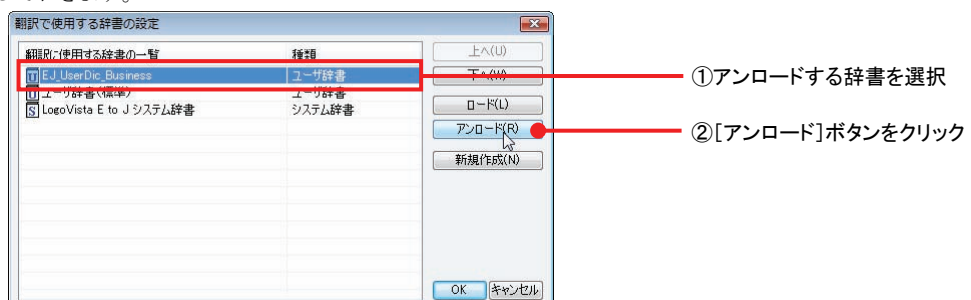 翻訳で使用する辞書の設定
翻訳に使用する辞書の一覧 種類
EJ_UserDic_Business ユーザ辞書
ユーザ辞書(標準) ユーザ辞書
LogoVista E to J システム辞書 システム辞書
上へ(U)
下へ(W)
ロード(L)
アンロード(R)
新規作成(N)
OK キャンセル
①アンロードする辞書を選択
②[アンロード]ボタンをクリック